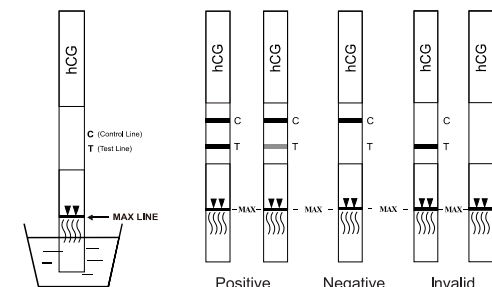 hCG
C (Control Line)
T (Test Line)
MAX LINE
hCG hCG hCG hCG hCG
C C C
T T T
MAX MAX MAX MAX
Positive Negative Invalid